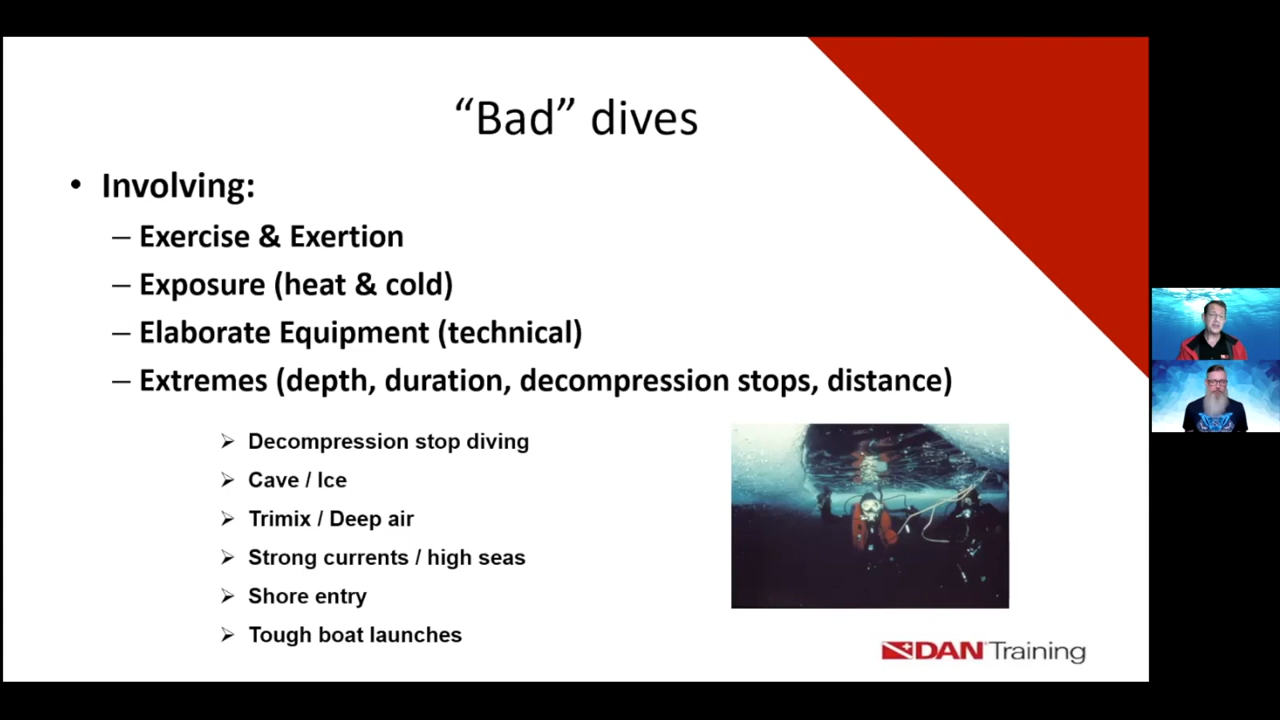 “Bad” dives
• Involving:
– Exercise & Exertion
– Exposure (heat & cold)
– Elaborate Equipment (technical)
– Extremes (depth, duration, decompression stops, distance)
➢ Decompression stop diving
➢ Cave / Ice
➢ Trimix / Deep air
➢ Strong currents / high seas
➢ Shore entry
➢ Tough boat launches
DAN Training